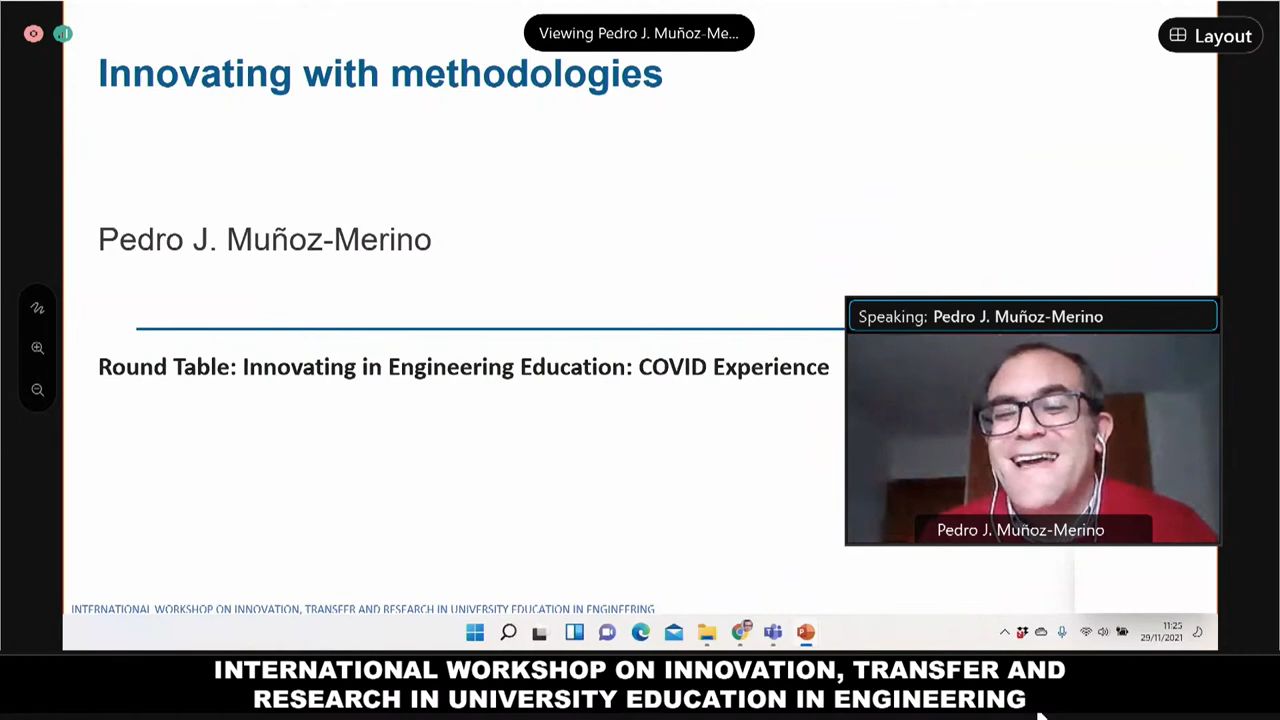 Viewing Pedro J. Muñoz-Me...
Layout
Innovating with methodologies
Pedro J. Muñoz-Merino
Speaking: Pedro J. Muñoz-Merino
Round Table: Innovating in Engineering Education: COVID Experience
Pedro J. Muñoz-Merino
INTERNATIONAL WORKSHOP ON INNOVATION, TRANSFER AND RESEARCH IN UNIVERSITY EDUCATION IN ENGINEERING
11:25
29/11/2021
INTERNATIONAL WORKSHOP ON INNOVATION, TRANSFER AND
RESEARCH IN UNIVERSITY EDUCATION IN ENGINEERING